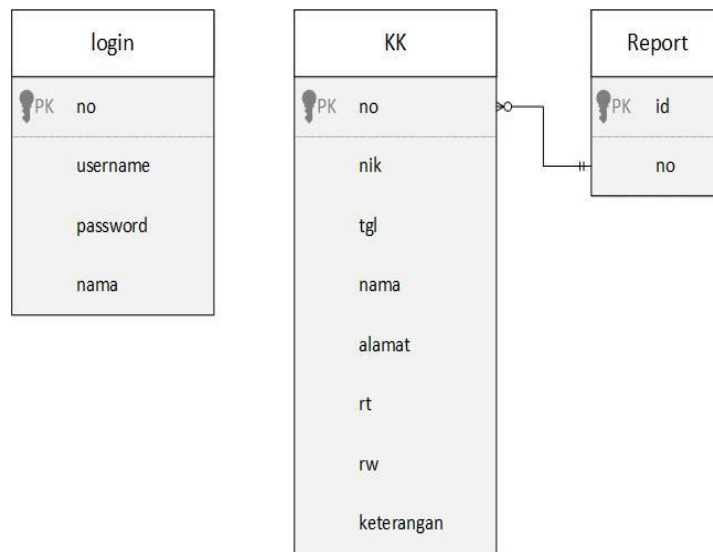 login
PK no
username
password
nama
KK
PK no
nik
tgl
nama
alamat
rt
rw
keterangan
Report
PK id
no